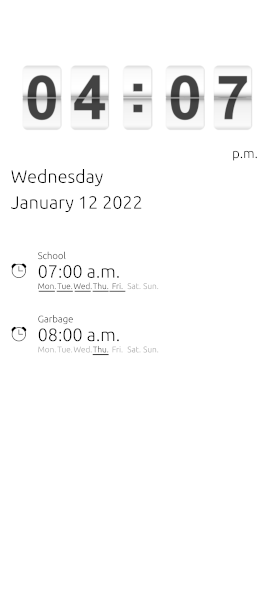 04:07
p.m.
Wednesday
January 12 2022
School
07:00 a.m.
Mon. Tue. Wed. Thu. Fri. Sat. Sun.
Garbage
08:00 a.m.
Mon. Tue. Wed. Thu. Fri. Sat. Sun.